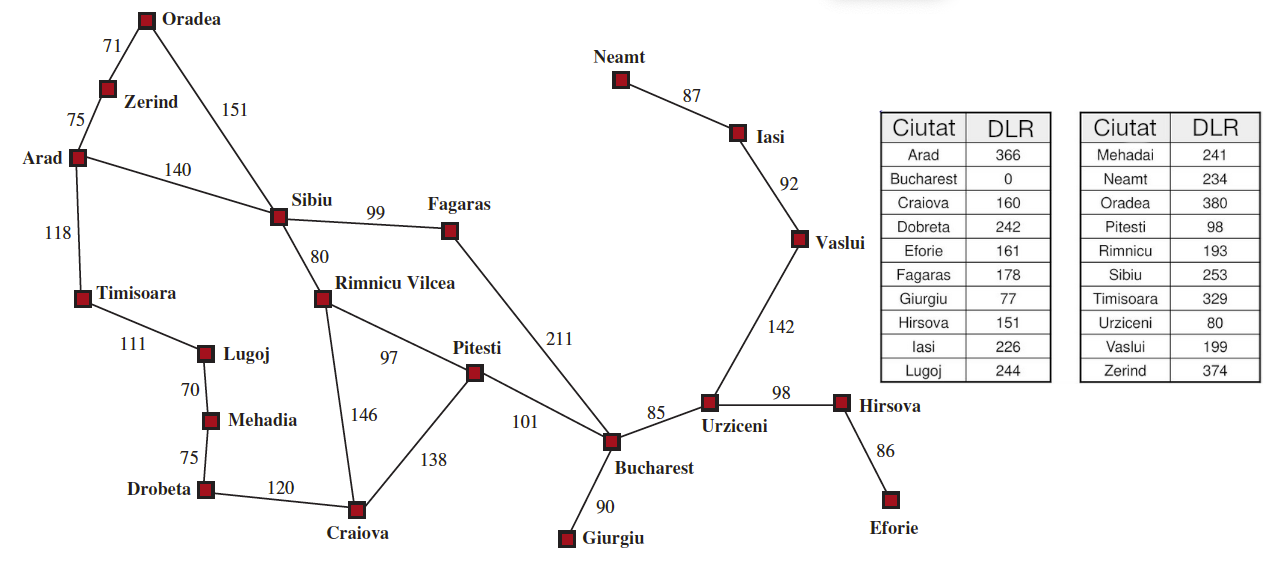 Oradea
71
Neamt
Zerind
87
151
75
Iasi
Arad
140
92
Sibiu
Fagaras
99
118
Vaslui
80
Rimnicu Vilcea
Timisoara
142
111
211
Lugoj
97
Pitesti
70
98
85
Hirsova
146
101
Urziceni
Mehadia
86
75
138
Bucharest
Drobeta
120
90
Craiova
Giurgiu
Eforie
Ciutat DLR
Arad 366
Bucharest 0
Craiova 160
Dobreta 242
Eforie 161
Fagaras 178
Giurgiu 77
Hirsova 151
Iasi 226
Lugoj 244
Ciutat DLR
Mehadai 241
Neamt 234
Oradea 380
Pitesti 98
Rimnicu 193
Sibiu 253
Timisoara 329
Urziceni 80
Vaslui 199
Zerind 374